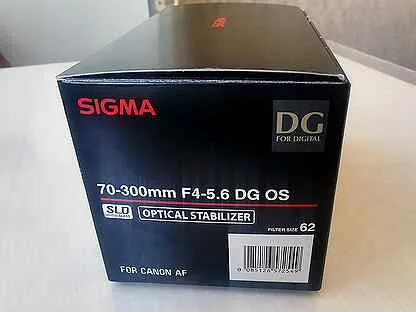 SIGMA
DG
FOR DIGITAL
70-300mm F4-5.6 DG OS
SLD
OPTICAL STABILIZER
FILTER SIZE 62
FOR CANON AF